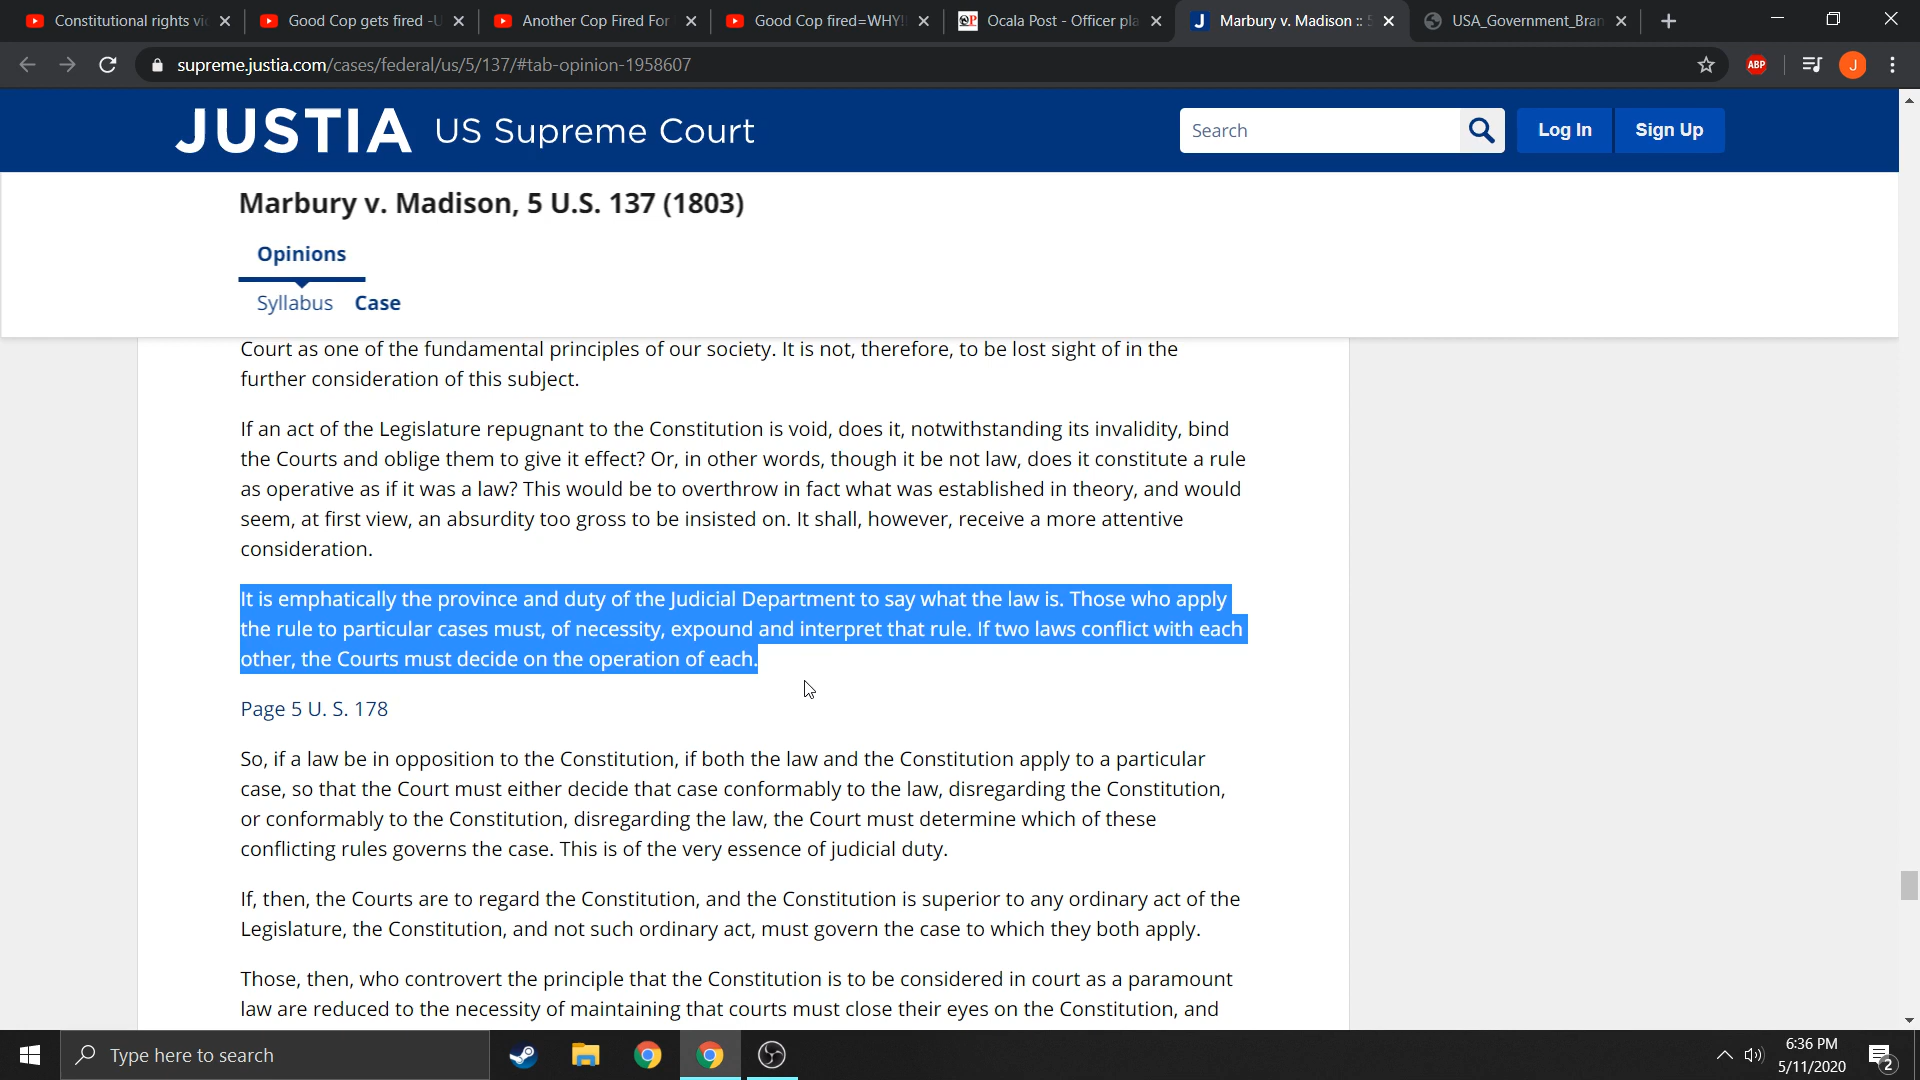 Constitutional rights vi
Good Cop gets fired -U
Another Cop Fired For
Good Cop fired=WHY!!
Ocala Post - Officer pla
Marbury v. Madison :: 5
USA_Government_Bran
supreme.justia.com/cases/federal/us/5/137/#tab-opinion-1958607
ABP
J
JUSTIA US Supreme Court
Search
Log In
Sign Up
Marbury v. Madison, 5 U.S. 137 (1803)
Opinions
Syllabus Case
Court as one of the fundamental principles of our society. It is not, therefore, to be lost sight of in the
further consideration of this subject.
If an act of the Legislature repugnant to the Constitution is void, does it, notwithstanding its invalidity, bind
the Courts and oblige them to give it effect? Or, in other words, though it be not law, does it constitute a rule
as operative as if it was a law? This would be to overthrow in fact what was established in theory, and would
seem, at first view, an absurdity too gross to be insisted on. It shall, however, receive a more attentive
consideration.
It is emphatically the province and duty of the Judicial Department to say what the law is. Those who apply
the rule to particular cases must, of necessity, expound and interpret that rule. If two laws conflict with each
other, the Courts must decide on the operation of each.
Page 5 U. S. 178
So, if a law be in opposition to the Constitution, if both the law and the Constitution apply to a particular
case, so that the Court must either decide that case conformably to the law, disregarding the Constitution,
or conformably to the Constitution, disregarding the law, the Court must determine which of these
conflicting rules governs the case. This is of the very essence of judicial duty.
If, then, the Courts are to regard the Constitution, and the Constitution is superior to any ordinary act of the
Legislature, the Constitution, and not such ordinary act, must govern the case to which they both apply.
Those, then, who controvert the principle that the Constitution is to be considered in court as a paramount
law are reduced to the necessity of maintaining that courts must close their eyes on the Constitution, and
Type here to search
6:36 PM
5/11/2020
2